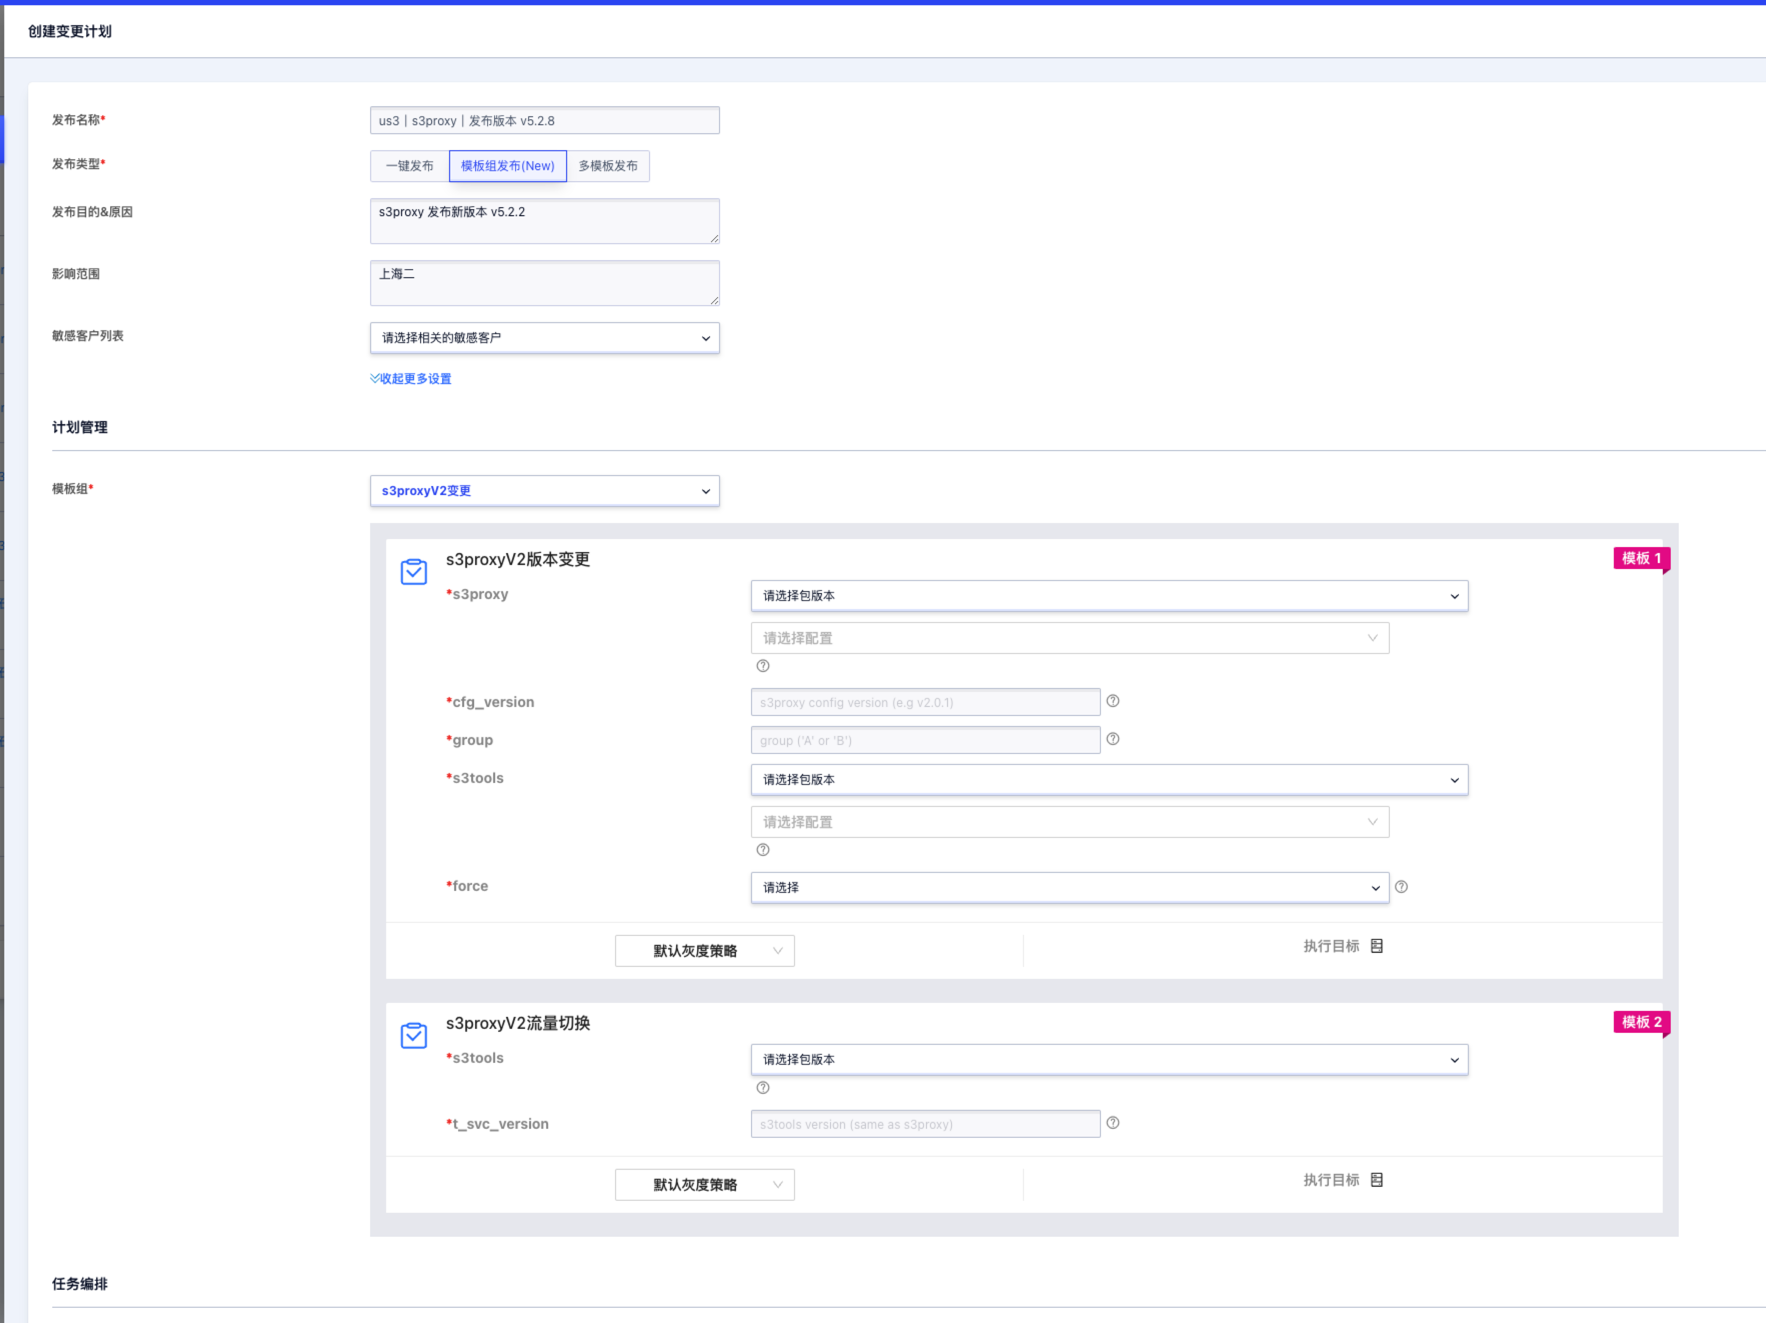 创建变更计划
发布名称*
us3 | s3proxy | 发布版本 v5.2.8
发布类型*
一键发布 模板组发布(New) 多模板发布
发布目的&原因
s3proxy 发布新版本 v5.2.2
影响范围
上海二
敏感客户列表
请选择相关的敏感客户
收起更多设置
计划管理
模板组*
s3proxyV2变更
s3proxyV2版本变更
模板 1
*s3proxy
请选择包版本
请选择配置
*cfg_version
s3proxy config version (e.g v2.0.1)
*group
group ('A' or 'B')
*s3tools
请选择包版本
请选择配置
*force
请选择
默认灰度策略
执行目标
s3proxyV2流量切换
模板 2
*s3tools
请选择包版本
*t_svc_version
s3tools version (same as s3proxy)
默认灰度策略
执行目标
任务编排